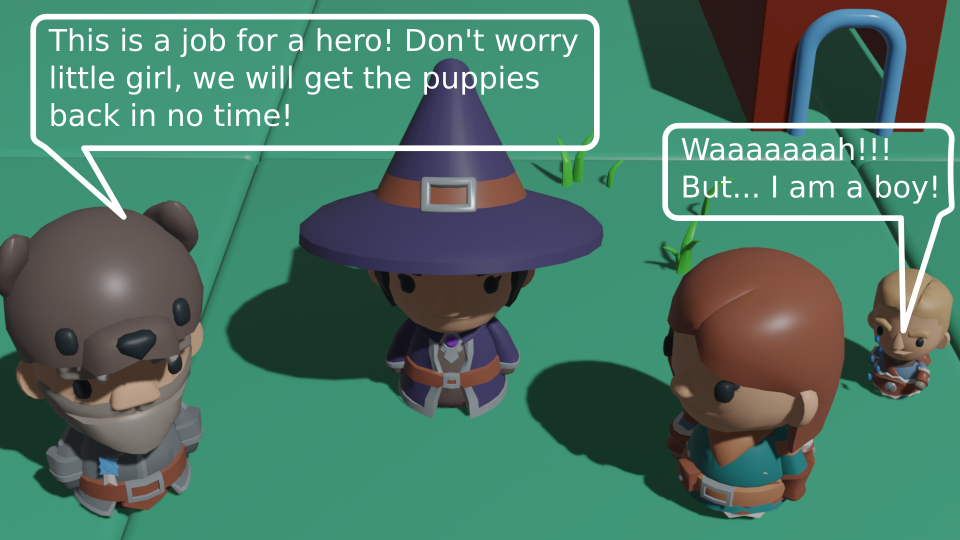 This is a job for a hero! Don't worry
little girl, we will get the puppies
back in no time!
Waaaaaaah!!!
But... I am a boy!